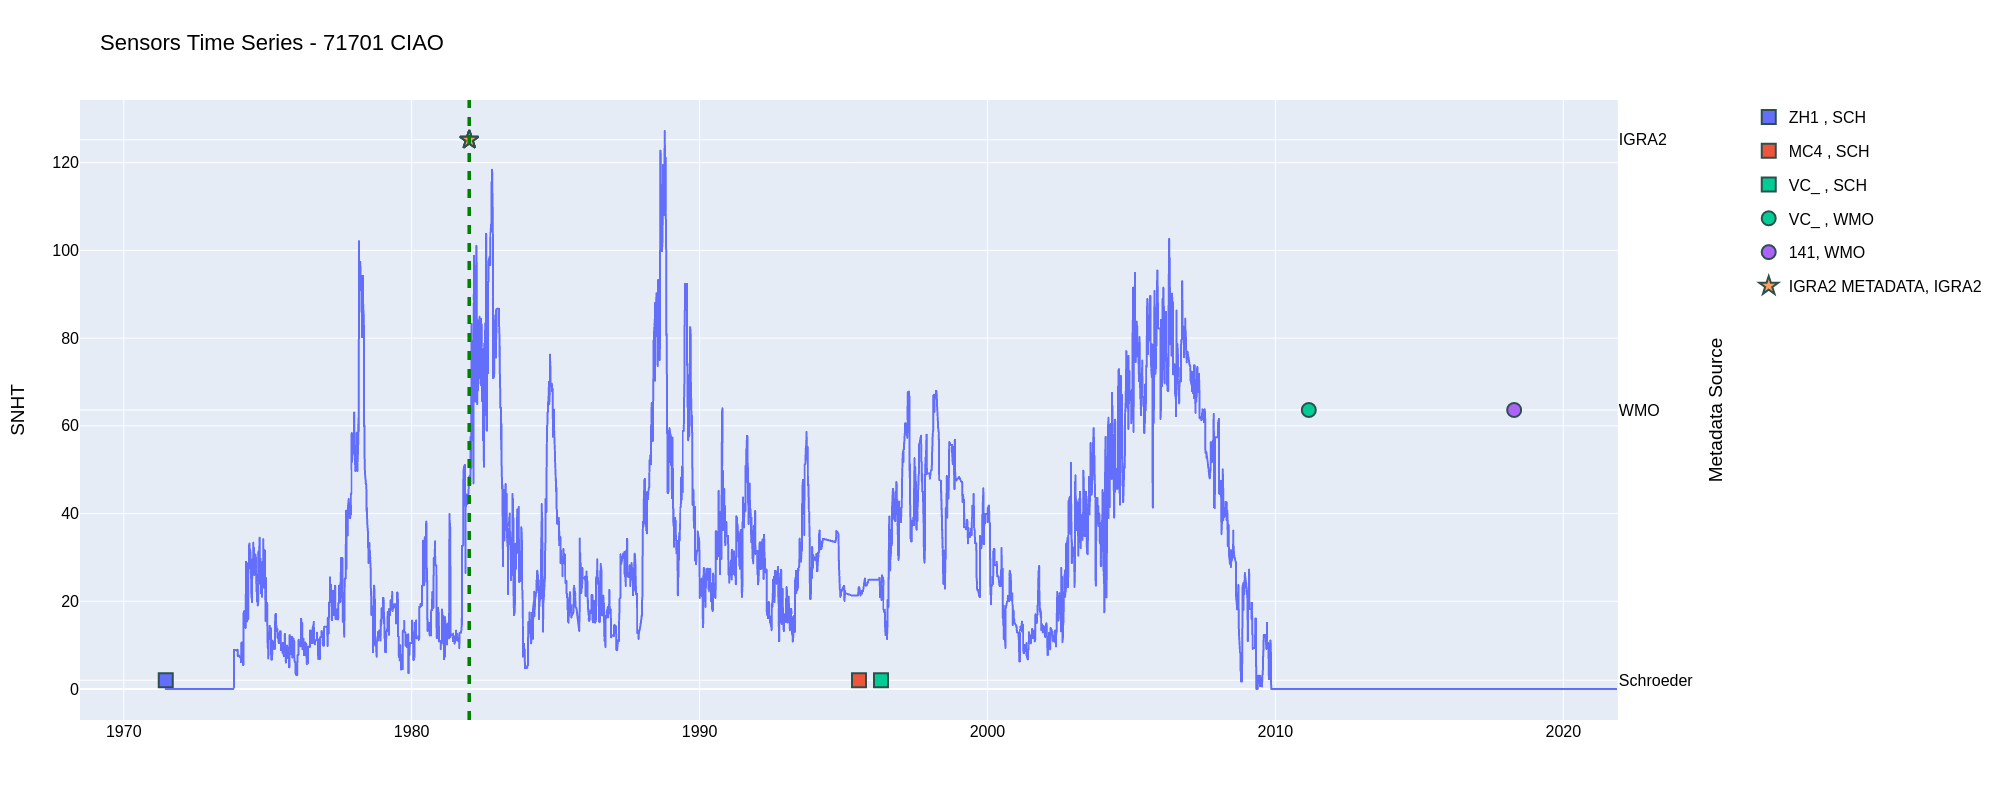 Sensors Time Series - 71701 CIAO
SNHT
120
100
80
60
40
20
0
1970
1980
1990
2000
2010
2020
IGRA2
WMO
Schroeder
Metadata Source
ZH1 , SCH
MC4 , SCH
VC_ , SCH
VC_ , WMO
141, WMO
IGRA2 METADATA, IGRA2